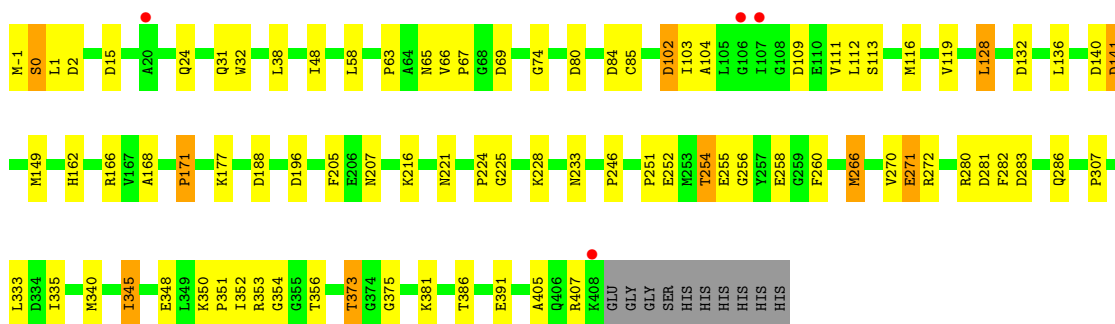 M-1 S0 L1 D2 D15 A20 Q24 Q31 W32 L38 I48 L58 P63 A64 N65 V66 P67 G68 D69 G74 D80 D84 C85 D102 I103 A104 L105 G106 I107 G108 D109 E110 V111 L112 S113 M116 V119 L128 D132 L136 D140 D141
M149 H162 R166 V167 A168 P171 K177 D188 D196 F205 E206 N207 K216 N221 P224 G225 K228 N233 P246 P251 E252 M253 T254 E255 G256 Y257 E258 G259 F260 M266 V270 E271 R272 R280 D281 F282 D283 Q286 P307
L333 D334 I335 M340 I345 E348 L349 K350 P351 I352 R353 G354 G355 T356 T373 G374 G375 K381 T386 E391 A405 Q406 R407 K408 GLU GLY GLY SER HIS HIS HIS HIS HIS HIS